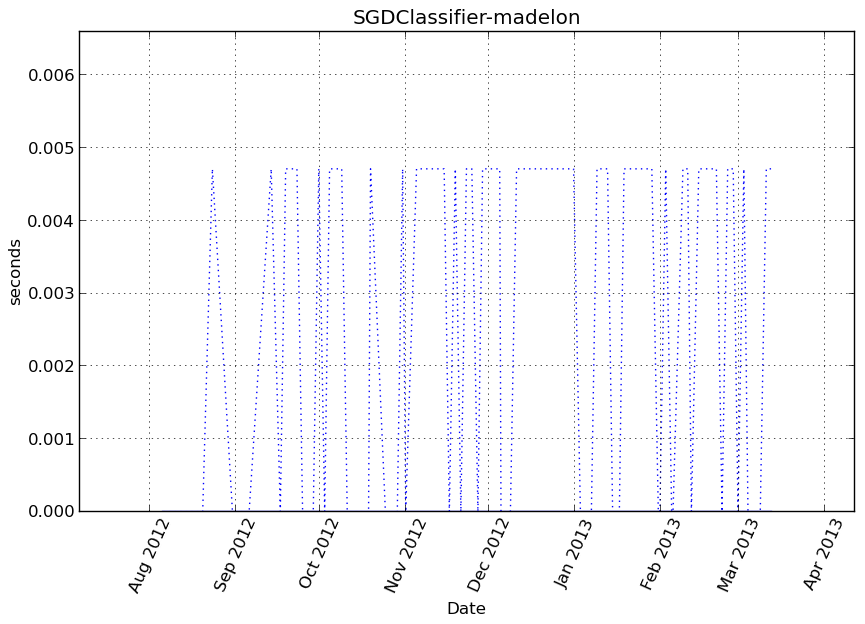 SGDClassifier-madelon
0.006
0.005
0.004
0.003
0.002
0.001
0.000
seconds
Aug 2012
Sep 2012
Oct 2012
Nov 2012
Dec 2012
Jan 2013
Feb 2013
Mar 2013
Apr 2013
Date